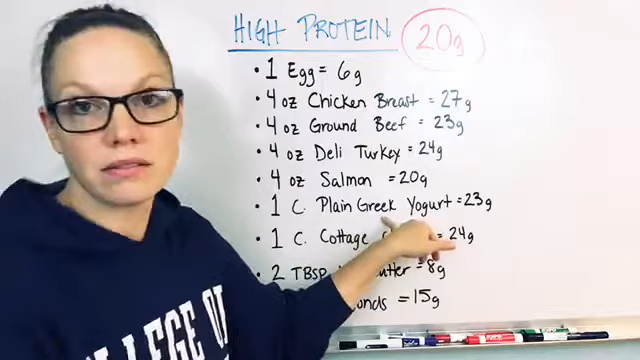 HIGH PROTEIN 20g
• 1 Egg = 6g
• 4 oz Chicken Breast = 27g
• 4 oz Ground Beef = 23g
• 4 oz Deli Turkey = 24g
• 4 oz Salmon = 20g
• 1 C. Plain Greek Yogurt = 23g
• 1 C. Cottage = 24g
• 2 TBSP = 8g
= 15g